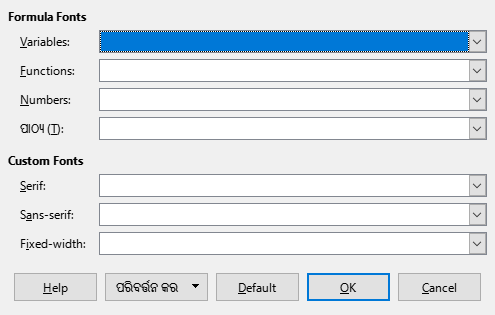 Formula Fonts
Variables:
Functions:
Numbers:
ପାଠ୍ୟ (T):
Custom Fonts
Serif:
Sans-serif:
Fixed-width:
Help ପରିବର୍ତ୍ତନ କର Default OK Cancel